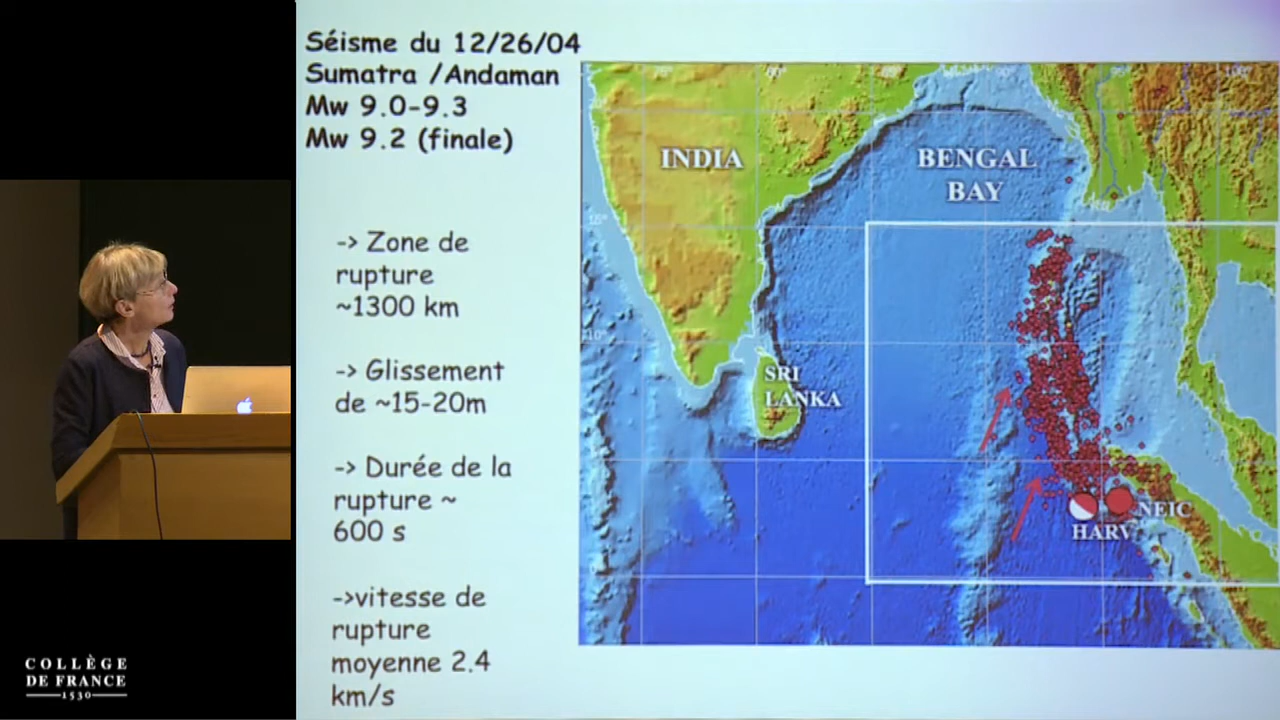 Séisme du 12/26/04
Sumatra /Andaman
Mw 9.0-9.3
Mw 9.2 (finale)
-> Zone de
rupture
~1300 km
-> Glissement
de ~15-20m
-> Durée de la
rupture ~
600 s
->vitesse de
rupture
moyenne 2.4
km/s
INDIA
BENGAL
BAY
SRI
LANKA
NEIC
HARV
COLLÈGE
DE FRANCE
1530